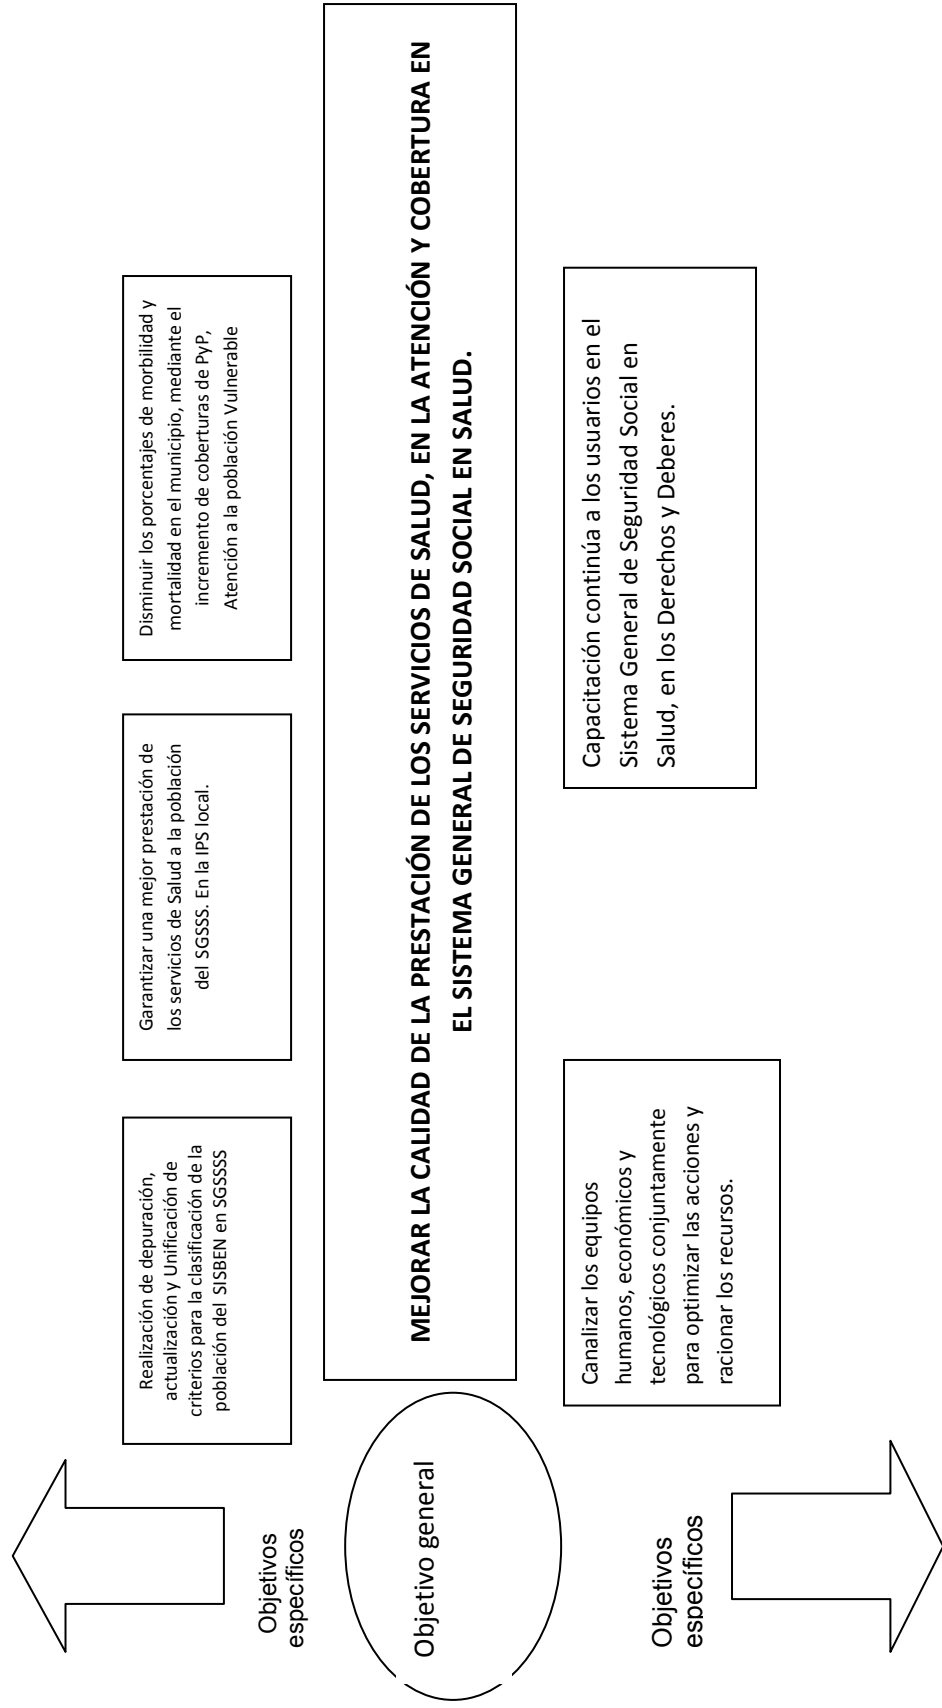 Realización de depuración,
actualización y Unificación de
criterios para la clasificación de la
población del SISBEN en SGSSSS
Garantizar una mejor prestación de
los servicios de Salud a la población
del SGSSS. En la IPS local.
Disminuir los porcentajes de morbilidad y
mortalidad en el municipio, mediante el
incremento de coberturas de PyP,
Atención a la población Vulnerable
Objetivos
específicos
Objetivo general
MEJORAR LA CALIDAD DE LA PRESTACIÓN DE LOS SERVICIOS DE SALUD, EN LA ATENCIÓN Y COBERTURA EN
EL SISTEMA GENERAL DE SEGURIDAD SOCIAL EN SALUD.
Objetivos
específicos
Canalizar los equipos
humanos, económicos y
tecnológicos conjuntamente
para optimizar las acciones y
racionar los recursos.
Capacitación continúa a los usuarios en el
Sistema General de Seguridad Social en
Salud, en los Derechos y Deberes.